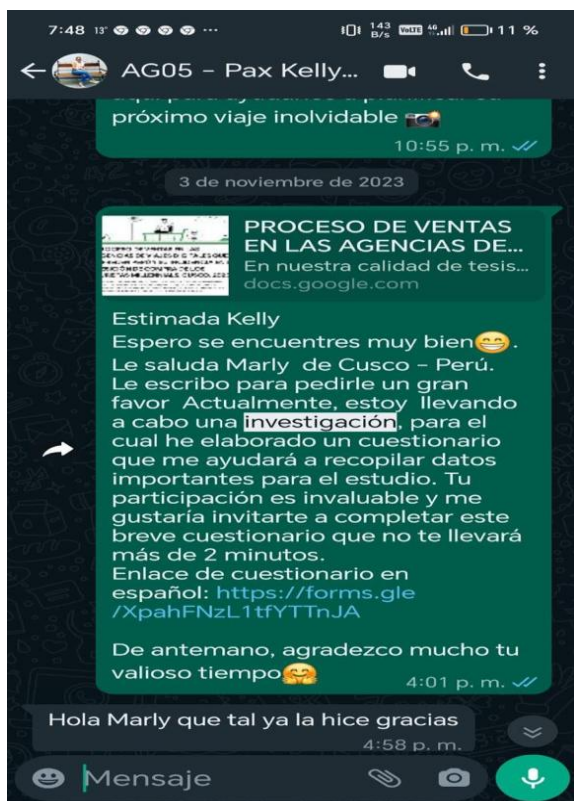 7:48 13° ...
143 B/s VoLTE 4G 11 %
AG05 – Pax Kelly...
próximo viaje inolvidable
10:55 p. m.
3 de noviembre de 2023
PROCESO DE VENTAS
EN LAS AGENCIAS DE...
En nuestra calidad de tesis...
docs.google.com
Estimada Kelly
Espero se encuentres muy bien😁.
Le saluda Marly de Cusco – Perú.
Le escribo para pedirle un gran
favor Actualmente, estoy llevando
a cabo una investigación, para el
cual he elaborado un cuestionario
que me ayudará a recopilar datos
importantes para el estudio. Tu
participación es invaluable y me
gustaría invitarte a completar este
breve cuestionario que no te llevará
más de 2 minutos.
Enlace de cuestionario en
español: https://forms.gle
/XpahFNzL1tfYTTnJA
De antemano, agradezco mucho tu
valioso tiempo🤗
4:01 p. m.
Hola Marly que tal ya la hice gracias
4:58 p. m.
Mensaje